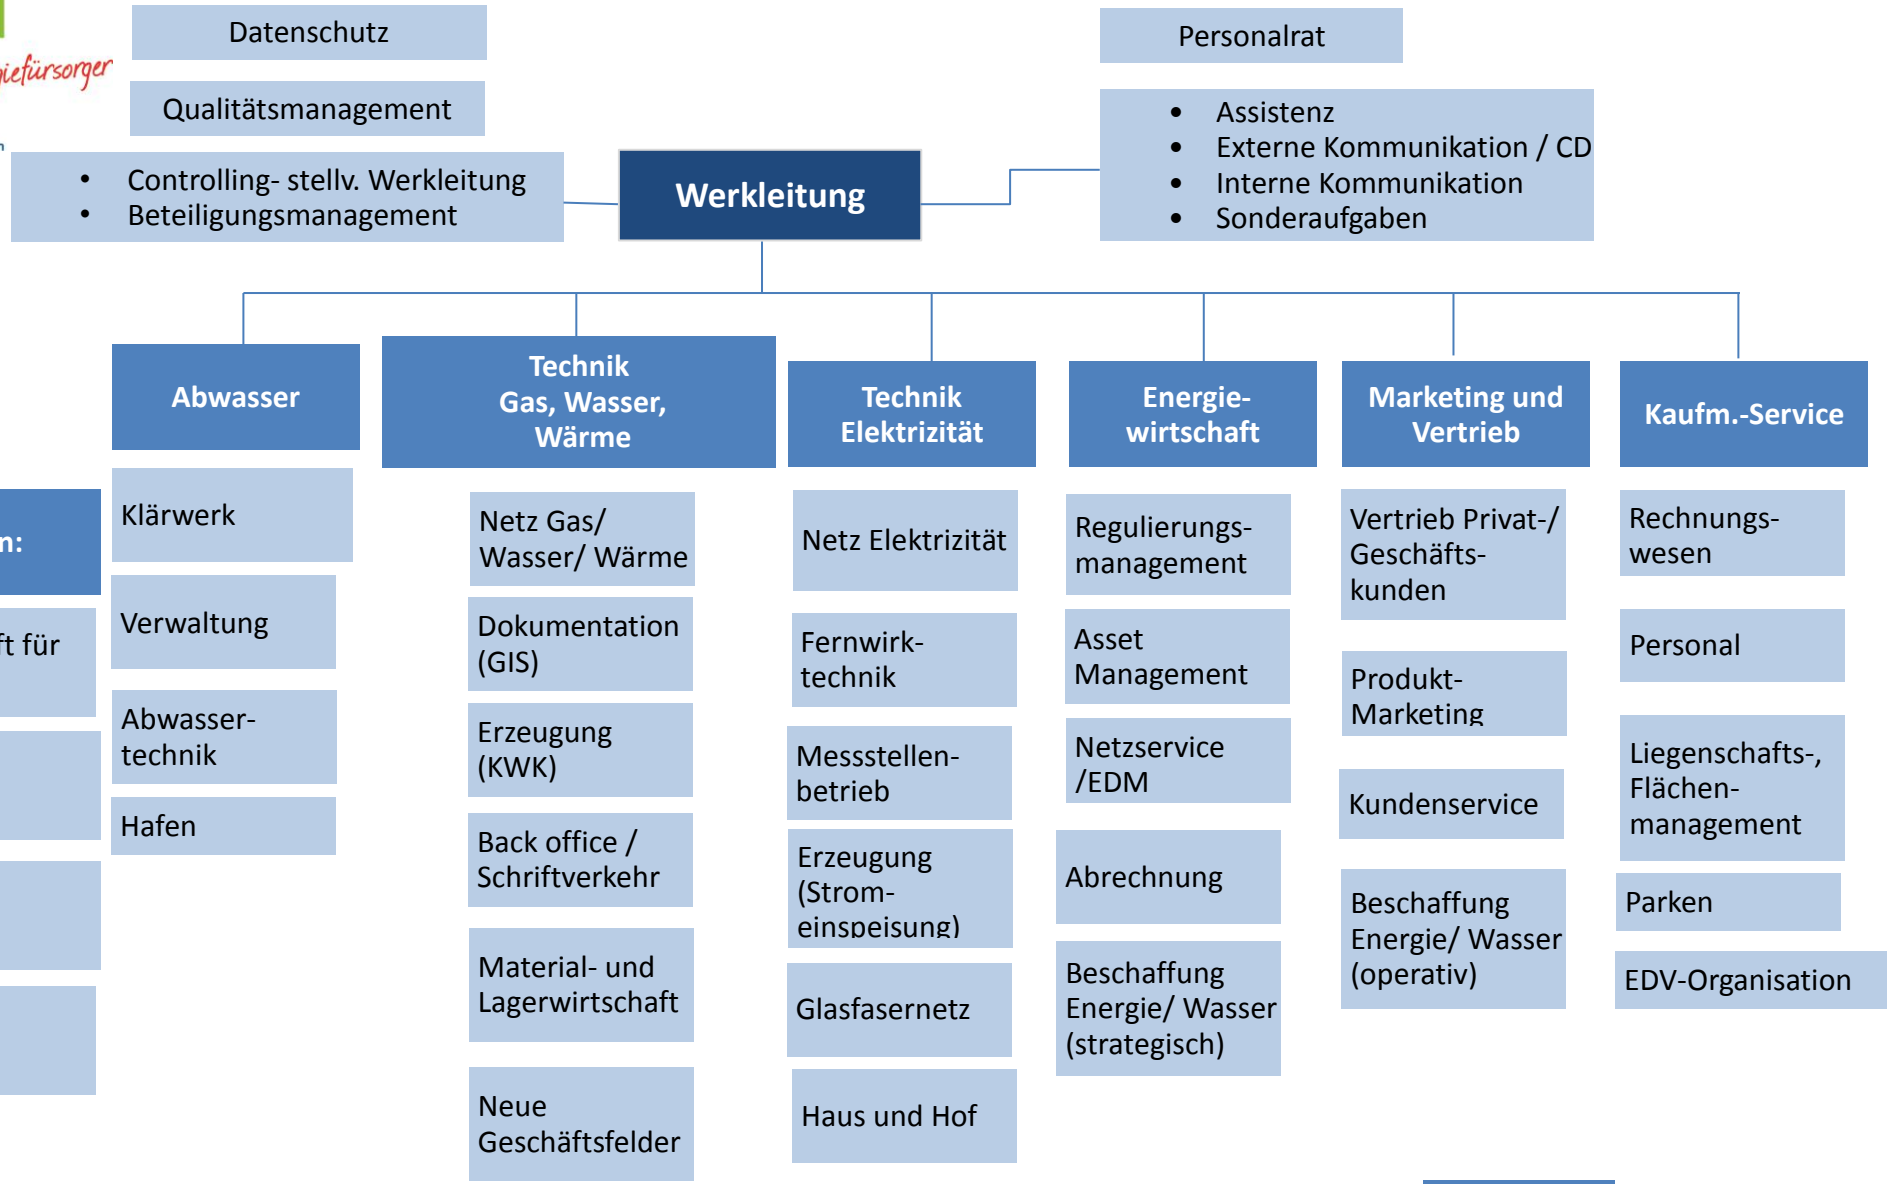 Datenschutz
Personalrat
Qualitätsmanagement
• Assistenz
• Externe Kommunikation / CD
• Interne Kommunikation
• Sonderaufgaben
• Controlling- stellv. Werkleitung
• Beteiligungsmanagement
Werkleitung
Abwasser
Klärwerk
Verwaltung
Abwasser-
technik
Hafen
Technik
Gas, Wasser,
Wärme
Netz Gas/
Wasser/ Wärme
Dokumentation
(GIS)
Erzeugung
(KWK)
Back office /
Schriftverkehr
Material- und
Lagerwirtschaft
Neue
Geschäftsfelder
Technik
Elektrizität
Netz Elektrizität
Fernwirk-
technik
Messstellen-
betrieb
Erzeugung
(Strom-
einspeisung)
Glasfasernetz
Haus und Hof
Energie-
wirtschaft
Regulierungs-
management
Asset
Management
Netzservice
/EDM
Abrechnung
Beschaffung
Energie/ Wasser
(strategisch)
Marketing und
Vertrieb
Vertrieb Privat-/
Geschäfts-
kunden
Produkt-
Marketing
Kundenservice
Beschaffung
Energie/ Wasser
(operativ)
Kaufm.-Service
Rechnungs-
wesen
Personal
Liegenschafts-,
Flächen-
management
Parken
EDV-Organisation
für